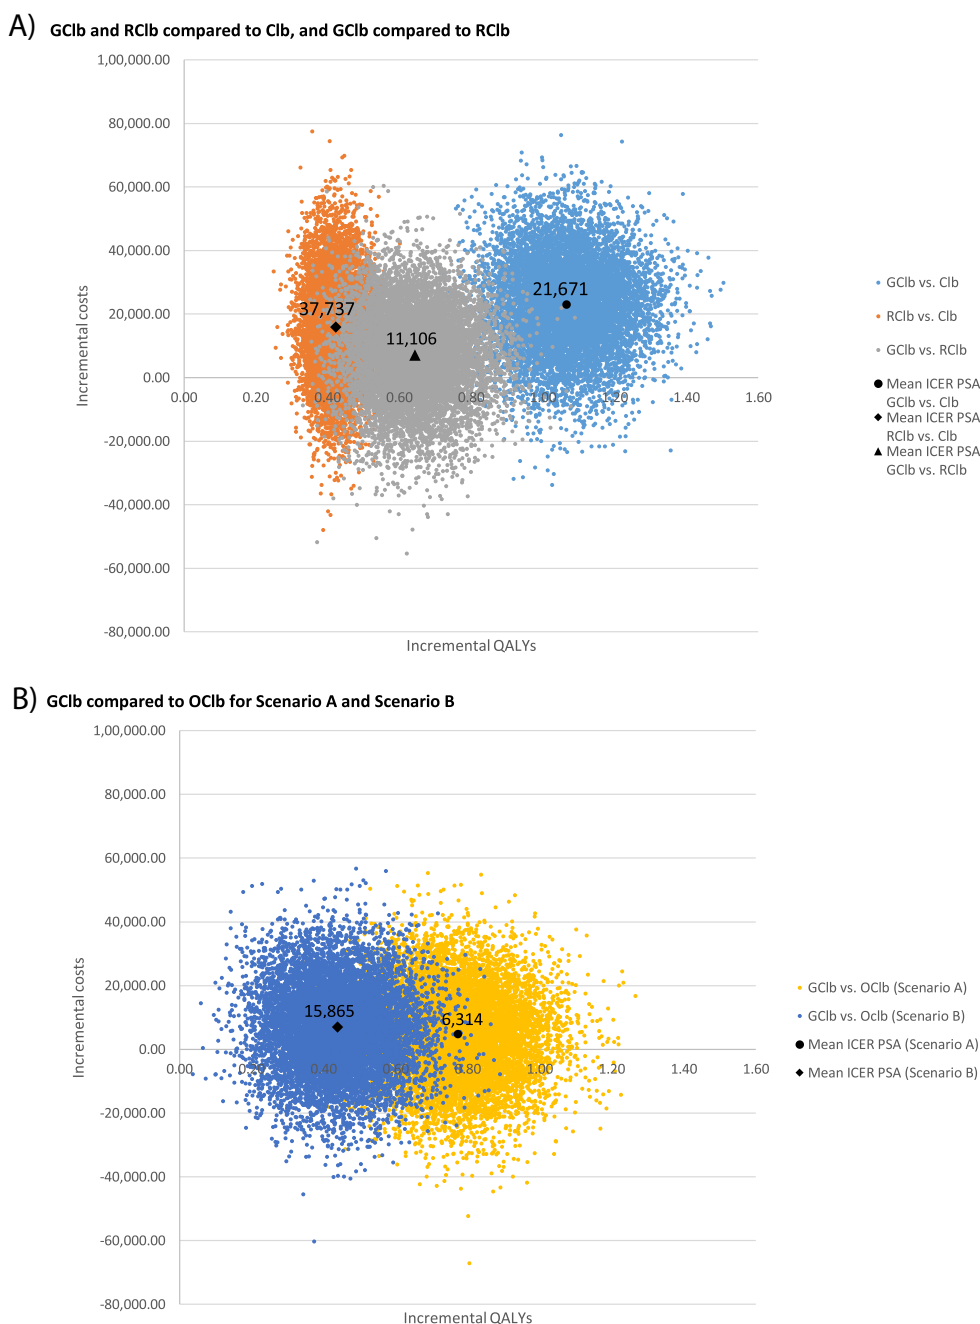 A) GClb and RClb compared to Clb, and GClb compared to RClb
1,00,000.00
80,000.00
60,000.00
40,000.00
20,000.00
0.00
-20,000.00
-40,000.00
-60,000.00
-80,000.00
Incremental costs
0.00 0.20 0.40 0.60 0.80 1.00 1.20 1.40 1.60
Incremental QALYs
37,737
11,106
21,671
GClb vs. Clb
RClb vs. Clb
GClb vs. RClb
Mean ICER PSA
GClb vs. Clb
Mean ICER PSA
RClb vs. Clb
Mean ICER PSA
GClb vs. RClb
B) GClb compared to OClb for Scenario A and Scenario B
1,00,000.00
80,000.00
60,000.00
40,000.00
20,000.00
0.00
-20,000.00
-40,000.00
-60,000.00
-80,000.00
Incremental costs
0.00 0.20 0.40 0.60 0.80 1.00 1.20 1.40 1.60
Incremental QALYs
15,865
6,314
GClb vs. OClb (Scenario A)
GClb vs. Oclb (Scenario B)
Mean ICER PSA (Scenario A)
Mean ICER PSA (Scenario B)